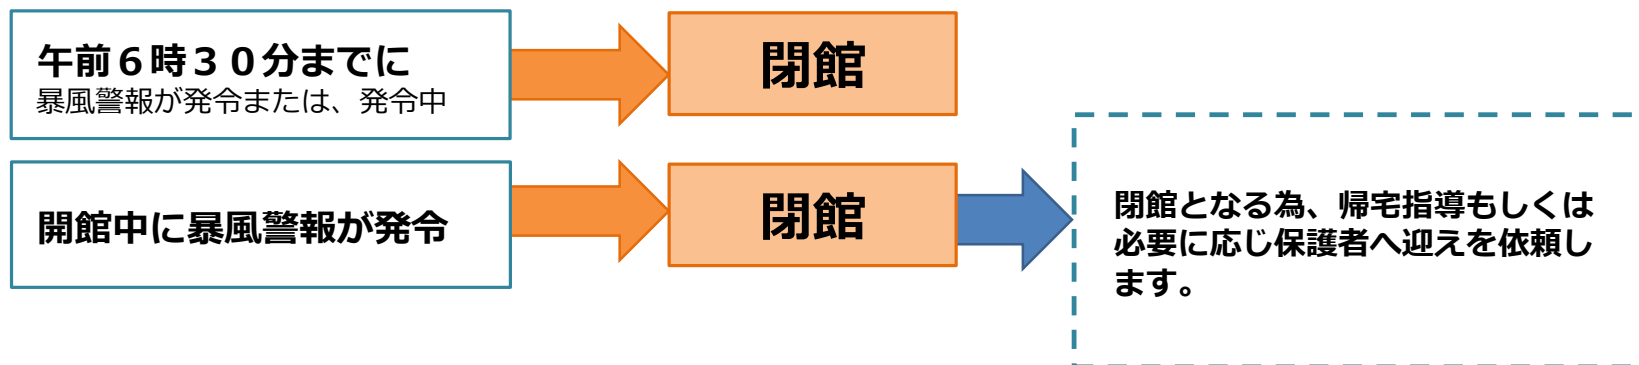 午前６時３０分までに
暴風警報が発令または、発令中
閉館
開館中に暴風警報が発令
閉館
閉館となる為、帰宅指導もしくは
必要に応じ保護者へ迎えを依頼し
ます。